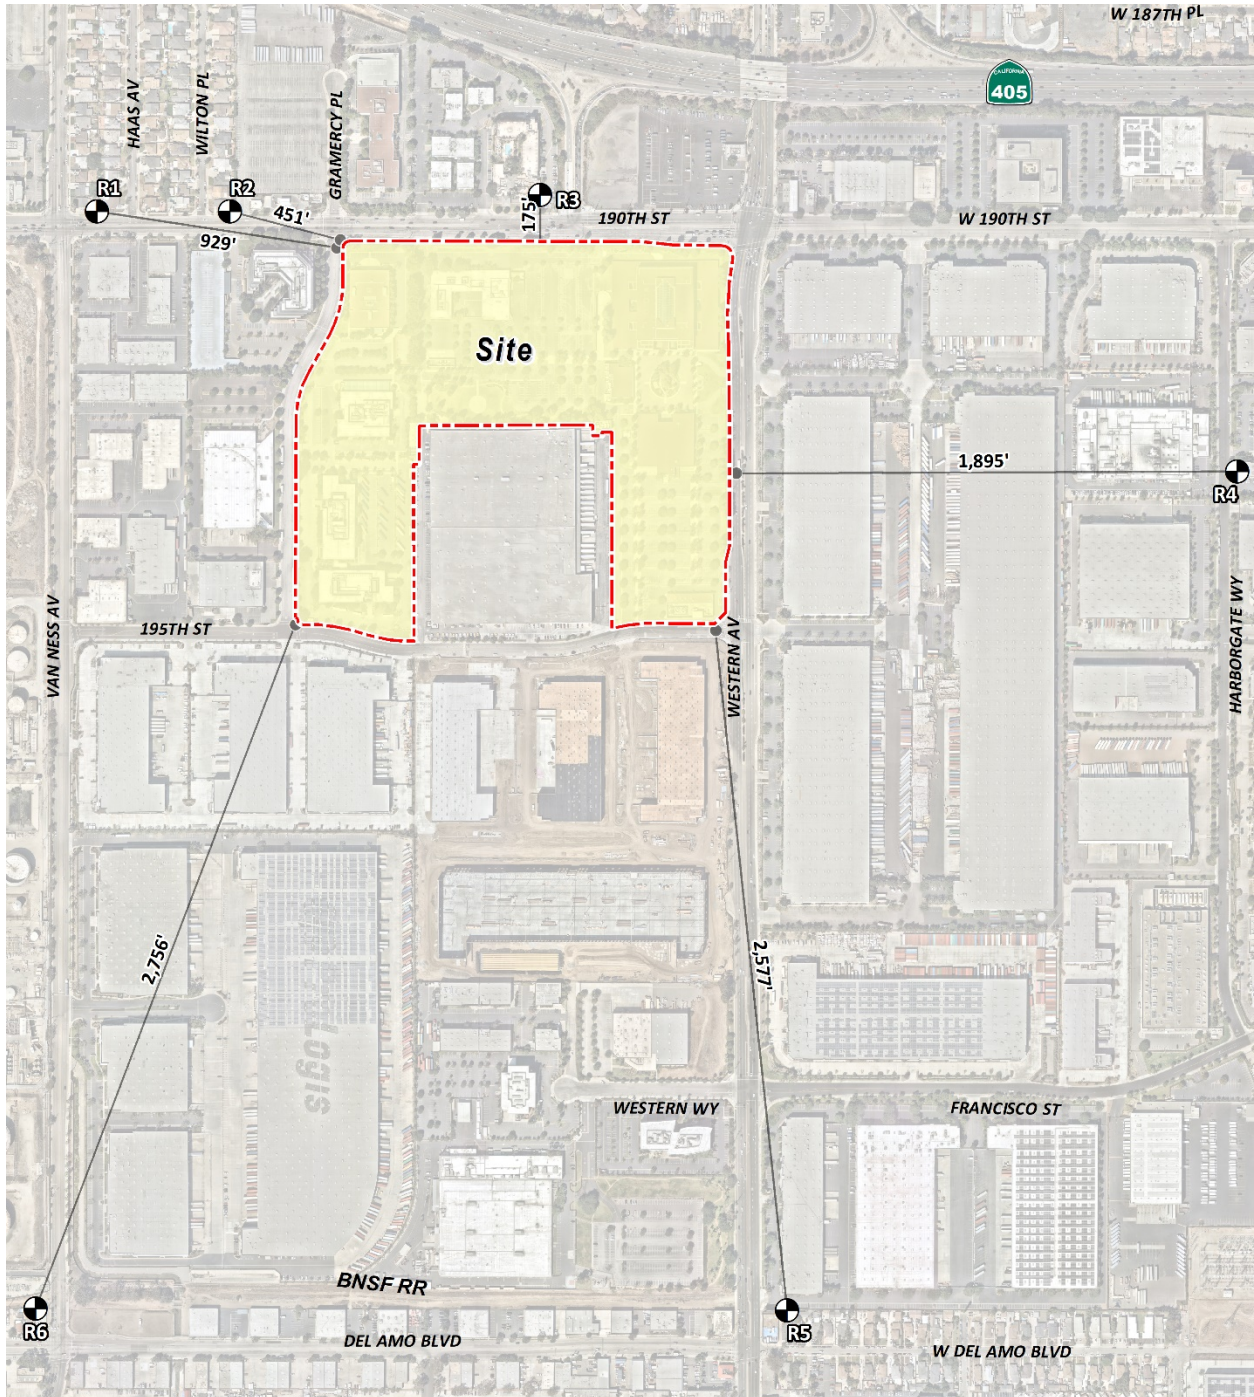 W 187TH PL
CALIFORNIA
405
HAAS AV
WILTON PL
GRAMERCY PL
R1
R2
R3
451'
929'
175'
190TH ST
W 190TH ST
Site
1,895'
R4
195TH ST
VAN NESS AV
WESTERN AV
HARBORGATE WY
2,756'
2,577'
Logis
WESTERN WY
FRANCISCO ST
BNSF RR
R6
R5
DEL AMO BLVD
W DEL AMO BLVD